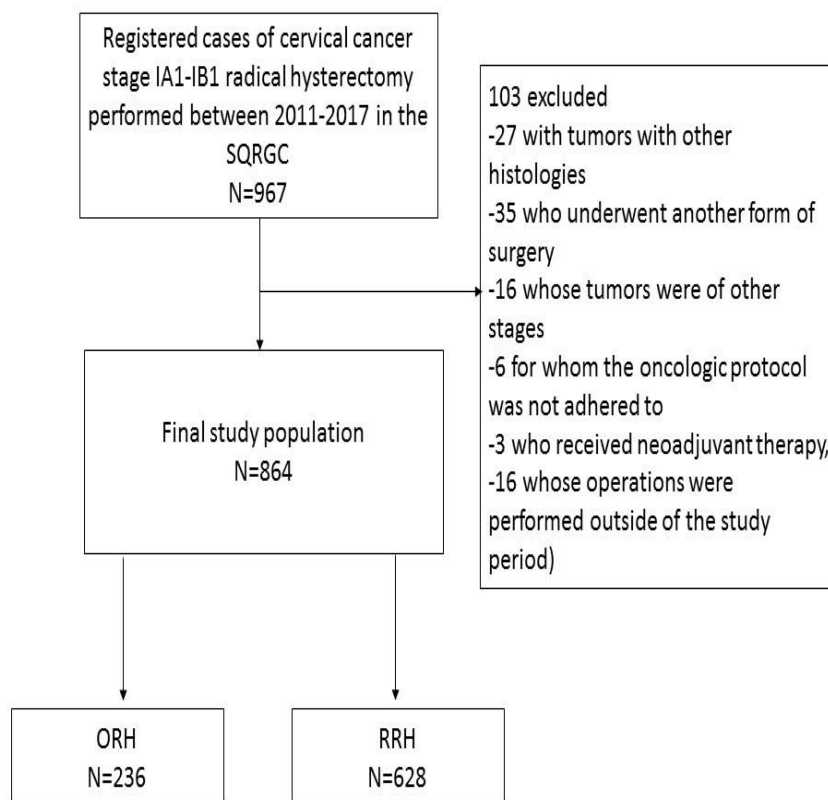 Registered cases of cervical cancer
stage IA1-IB1 radical hysterectomy
performed between 2011-2017 in the
SQRGC
N=967
103 excluded
-27 with tumors with other
histologies
-35 who underwent another form of
surgery
-16 whose tumors were of other
stages
-6 for whom the oncologic protocol
was not adhered to
-3 who received neoadjuvant therapy,
-16 whose operations were
performed outside of the study
period)
Final study population
N=864
ORH
N=236
RRH
N=628